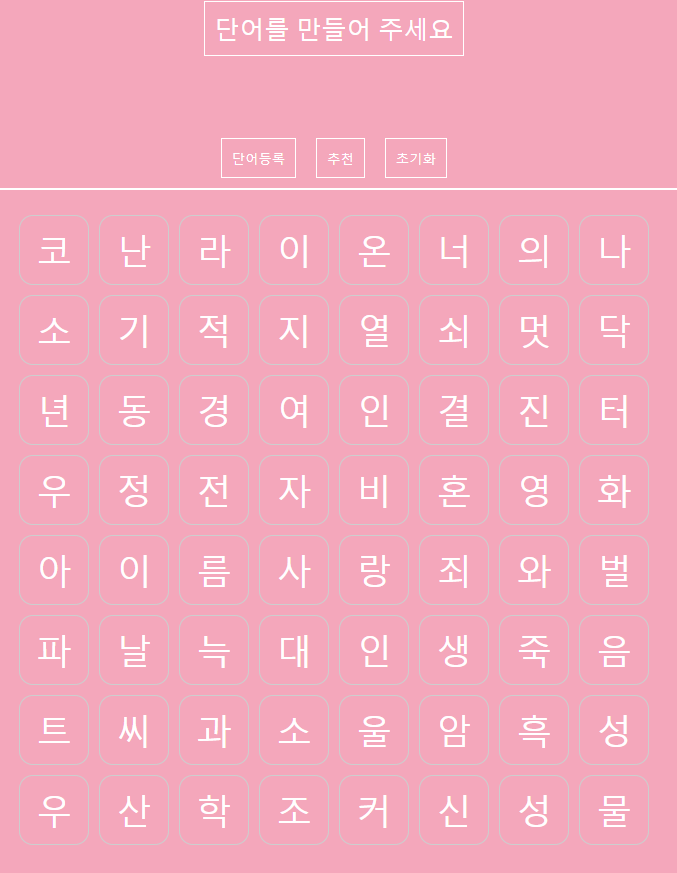 단어를 만들어 주세요
단어등록 추천 초기화
코 난 라 이 온 너 의 나
소 기 적 지 열 쇠 멋 닥
년 동 경 여 인 결 진 터
우 정 전 자 비 혼 영 화
아 이 름 사 랑 죄 와 벌
파 날 늑 대 인 생 죽 음
트 씨 과 소 울 암 흑 성
우 산 학 조 커 신 성 물